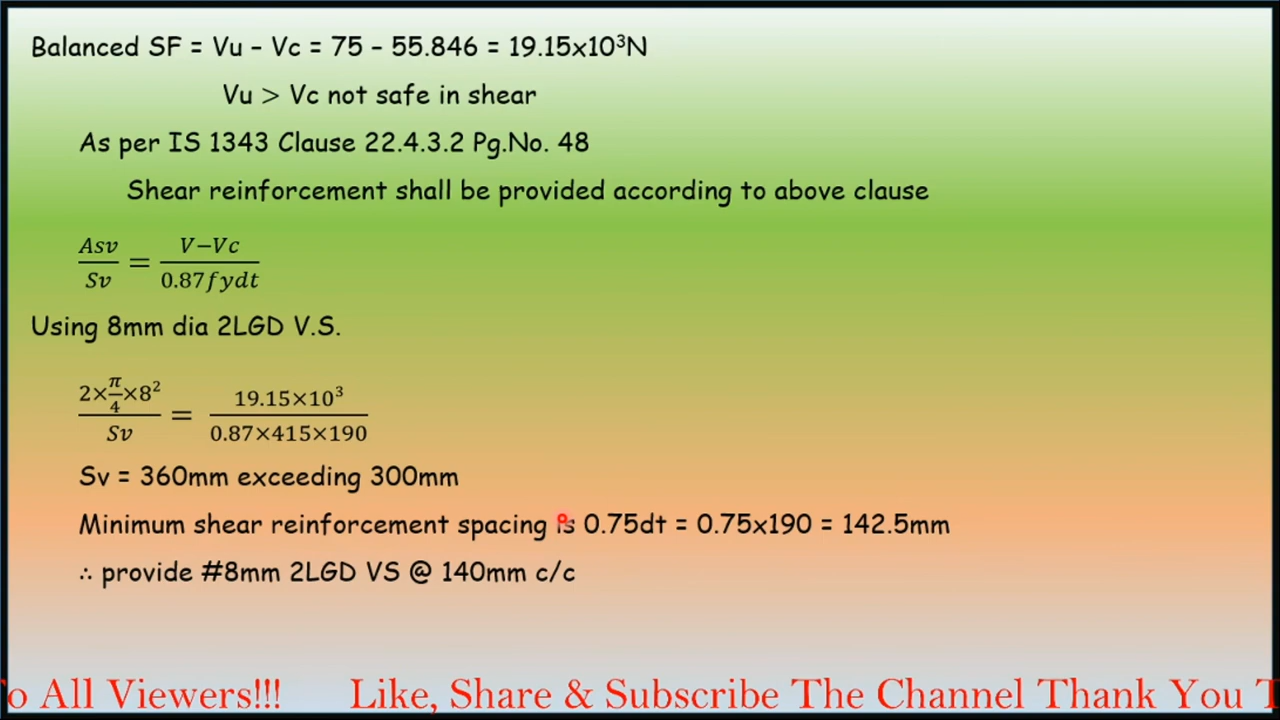 Balanced SF = Vu – Vc = 75 – 55.846 = 19.15x10³N
Vu > Vc not safe in shear
As per IS 1343 Clause 22.4.3.2 Pg.No. 48
Shear reinforcement shall be provided according to above clause
Asv/Sv = V−Vc/0.87fydt
Using 8mm dia 2LGD V.S.
2×π/4×8²/Sv = 19.15×10³/0.87×415×190
Sv = 360mm exceeding 300mm
Minimum shear reinforcement spacing is 0.75dt = 0.75x190 = 142.5mm
∴ provide #8mm 2LGD VS @ 140mm c/c
o All Viewers!!! Like, Share & Subscribe The Channel Thank You T